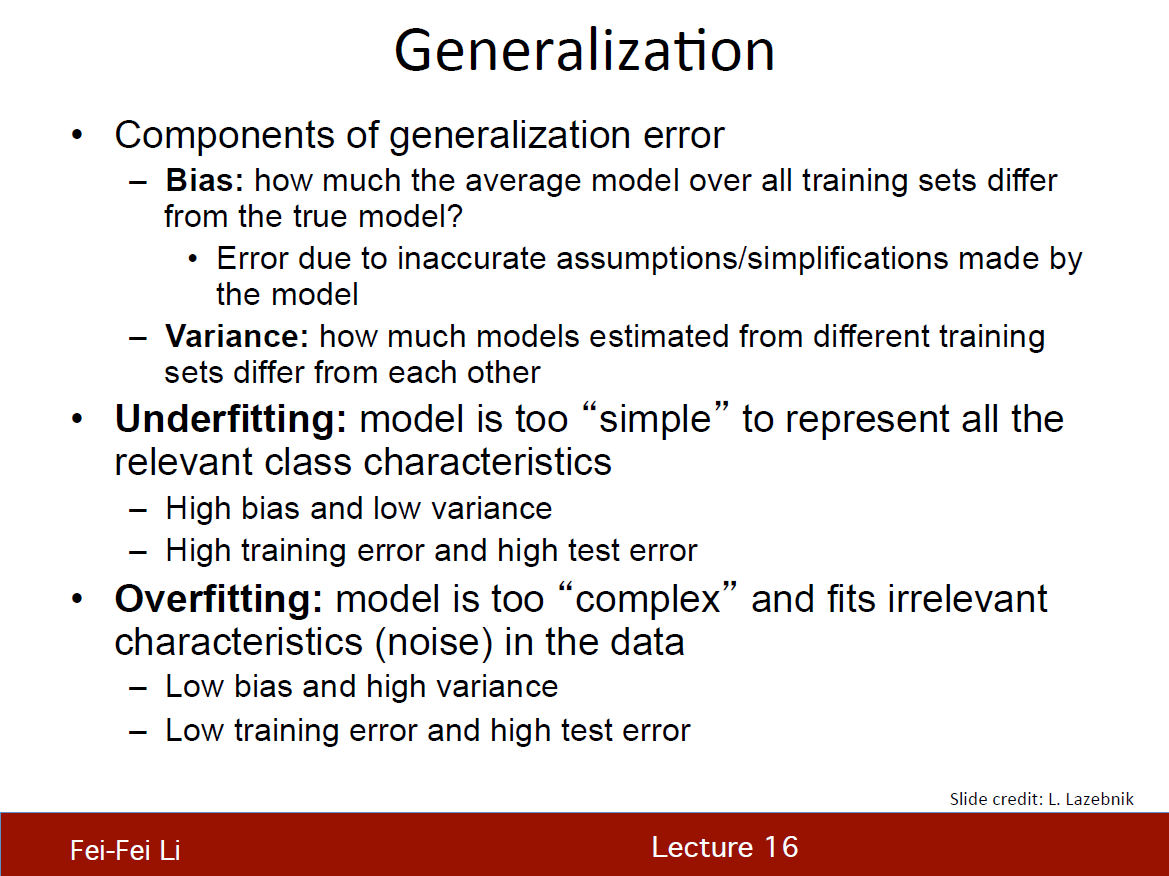 Generalization
• Components of generalization error
– Bias: how much the average model over all training sets differ
from the true model?
• Error due to inaccurate assumptions/simplifications made by
the model
– Variance: how much models estimated from different training
sets differ from each other
• Underfitting: model is too “simple” to represent all the
relevant class characteristics
– High bias and low variance
– High training error and high test error
• Overfitting: model is too “complex” and fits irrelevant
characteristics (noise) in the data
– Low bias and high variance
– Low training error and high test error
Slide credit: L. Lazebnik
Fei-Fei Li
Lecture 16